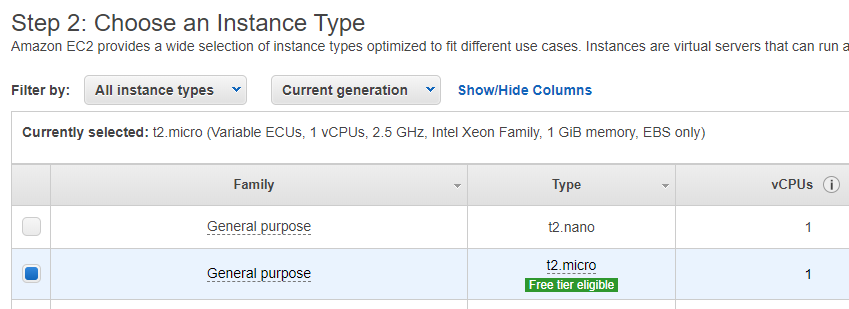 Step 2: Choose an Instance Type
Amazon EC2 provides a wide selection of instance types optimized to fit different use cases. Instances are virtual servers that can run a
Filter by: All instance types Current generation Show/Hide Columns
Currently selected: t2.micro (Variable ECUs, 1 vCPUs, 2.5 GHz, Intel Xeon Family, 1 GiB memory, EBS only)
Family Type vCPUs i
General purpose t2.nano 1
General purpose t2.micro 1
Free tier eligible